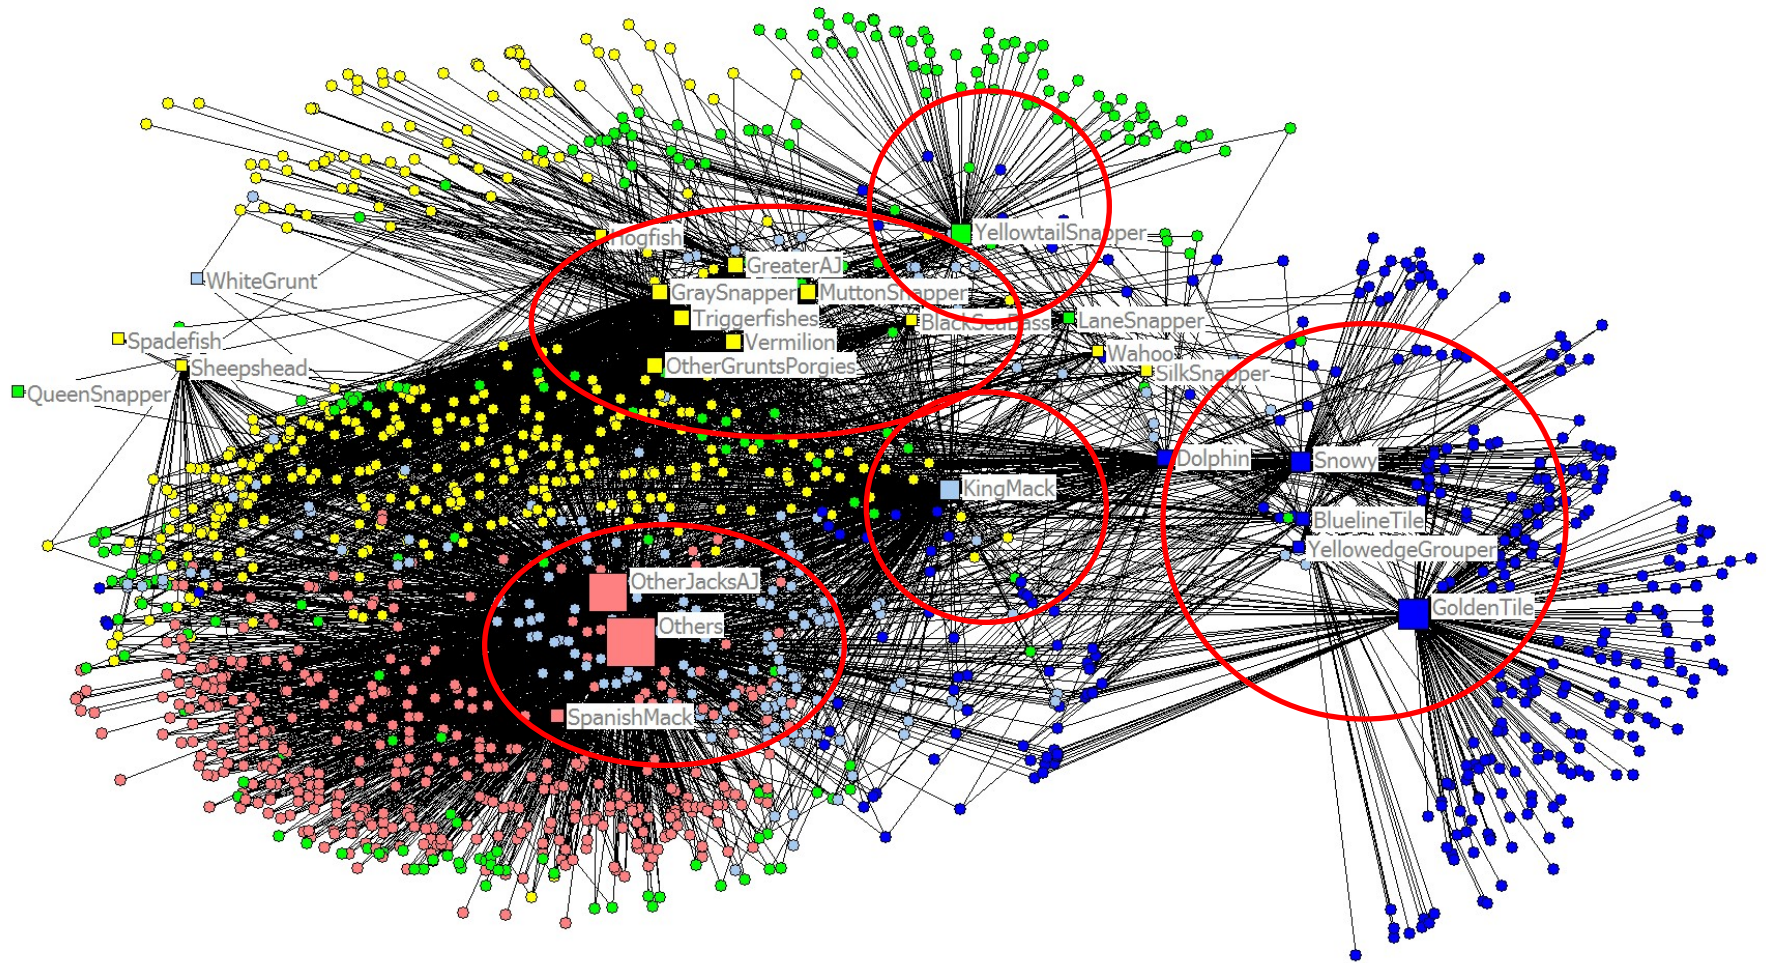 YellowtailSnapper
Hogfish
GreaterAJ
WhiteGrunt
GraySnapper
MuttonSnapper
Triggerfishes
BlackSeaBass
LaneSnapper
Spadefish
Vermilion
Wahoo
Sheepshead
OtherGruntsPorgies
SilkSnapper
QueenSnapper
Dolphin
Snowy
KingMack
BluelineTile
YellowedgeGrouper
OtherJacksAJ
GoldenTile
Others
SpanishMack